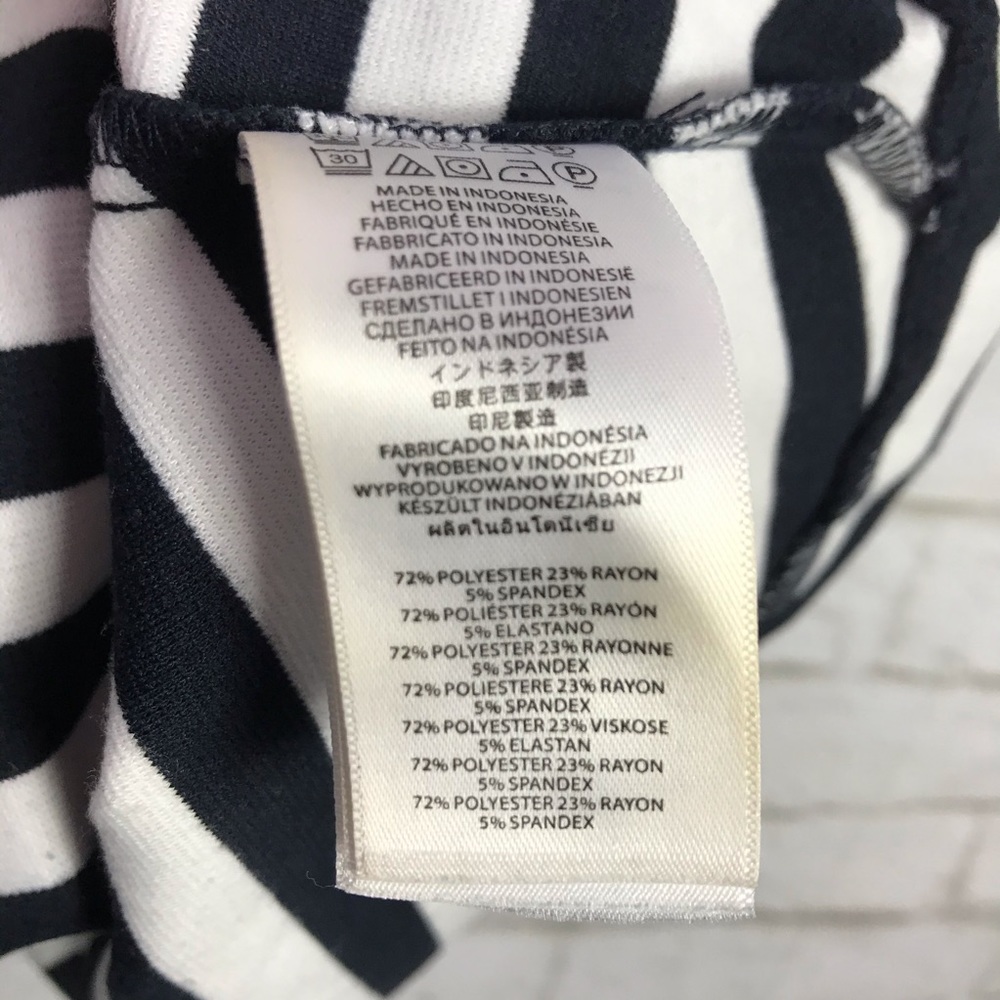 30 P
MADE IN INDONESIA
HECHO EN INDONESIA
FABRIQUÉ EN INDONÉSIE
FABBRICATO IN INDONESIA
MADE IN INDONESIA
GEFABRICEERD IN INDONESIË
FREMSTILLET I INDONESIEN
СДЕЛАНО В ИНДОНЕЗИИ
FEITO NA INDONÉSIA
インドネシア製
印度尼西亚制造
印尼製造
FABRICADO NA INDONÉSIA
VYROBENO V INDONÉZII
WYPRODUKOWANO W INDONEZJI
KÉSZÜLT INDONÉZIÁBAN
ผลิตในอินโดนีเซีย
72% POLYESTER 23% RAYON
5% SPANDEX
72% POLIÉSTER 23% RAYÓN
5% ELASTANO
72% POLYESTER 23% RAYONNE
5% SPANDEX
72% POLIESTERE 23% RAYON
5% SPANDEX
72% POLYESTER 23% VISKOSE
5% ELASTAN
72% POLYESTER 23% RAYON
5% SPANDEX
72% POLYESTER 23% RAYON
5% SPANDEX